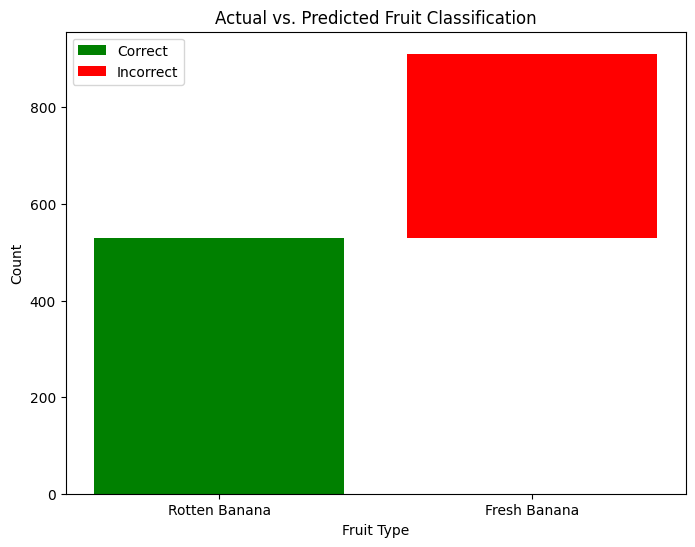 Actual vs. Predicted Fruit Classification
Correct
Incorrect
800
600
400
200
0
Count
Rotten Banana
Fresh Banana
Fruit Type